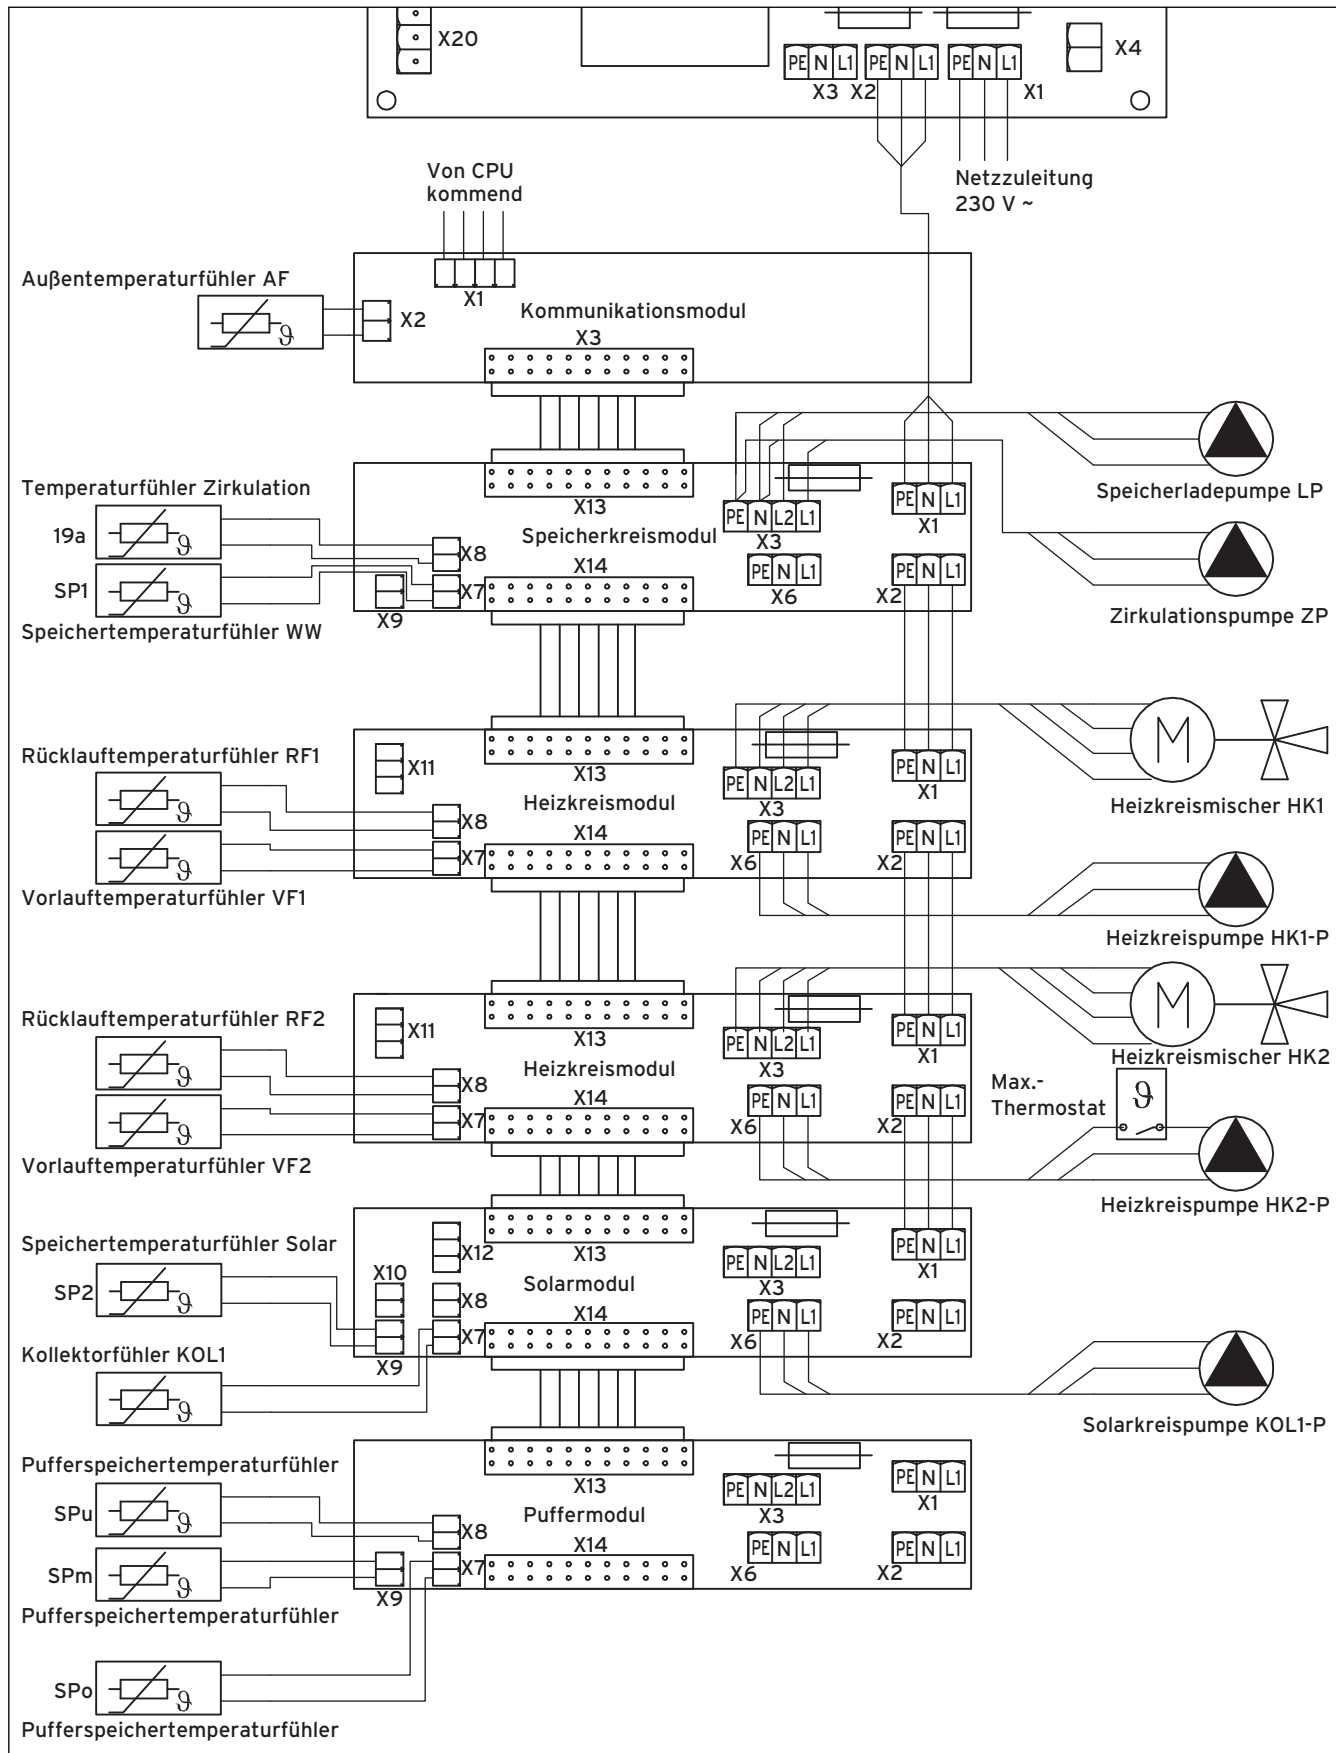 X20
X4
PE N L1
PE N L1
PE N L1
X3
X2
X1
Von CPU
kommend
Netzzuleitung
230 V ~
Außentemperaturfühler AF
ϑ
X2
X1
Kommunikationsmodul
X3
Temperaturfühler Zirkulation
19a
ϑ
SP1
ϑ
Speichertemperaturfühler WW
X8
X7
X9
X13
Speicherkreismodul
X14
PE N L2 L1
X3
PE N L1
X6
PE N L1
X1
PE N L1
X2
Speicherladepumpe LP
Zirkulationspumpe ZP
Rücklauftemperaturfühler RF1
ϑ
ϑ
Vorlauftemperaturfühler VF1
X11
X8
X7
X13
Heizkreismodul
X14
PE N L2 L1
X3
PE N L1
X6
PE N L1
X1
PE N L1
X2
M
Heizkreismischer HK1
Heizkreispumpe HK1-P
Rücklauftemperaturfühler RF2
ϑ
ϑ
Vorlauftemperaturfühler VF2
X11
X8
X7
X13
Heizkreismodul
X14
PE N L2 L1
X3
PE N L1
X6
PE N L1
X1
PE N L1
X2
M
Heizkreismischer HK2
Max.-
Thermostat
ϑ
Heizkreispumpe HK2-P
Speichertemperaturfühler Solar
SP2
ϑ
Kollektorfühler KOL1
ϑ
X12
X10
X8
X7
X9
X13
Solarmodul
X14
PE N L2 L1
X3
PE N L1
X6
PE N L1
X1
PE N L1
X2
Solarkreispumpe KOL1-P
Pufferspeichertemperaturfühler
SPu
ϑ
SPm
ϑ
Pufferspeichertemperaturfühler
SPo
ϑ
Pufferspeichertemperaturfühler
X8
X7
X9
X13
Puffermodul
X14
PE N L2 L1
X3
PE N L1
X6
PE N L1
X1
PE N L1
X2